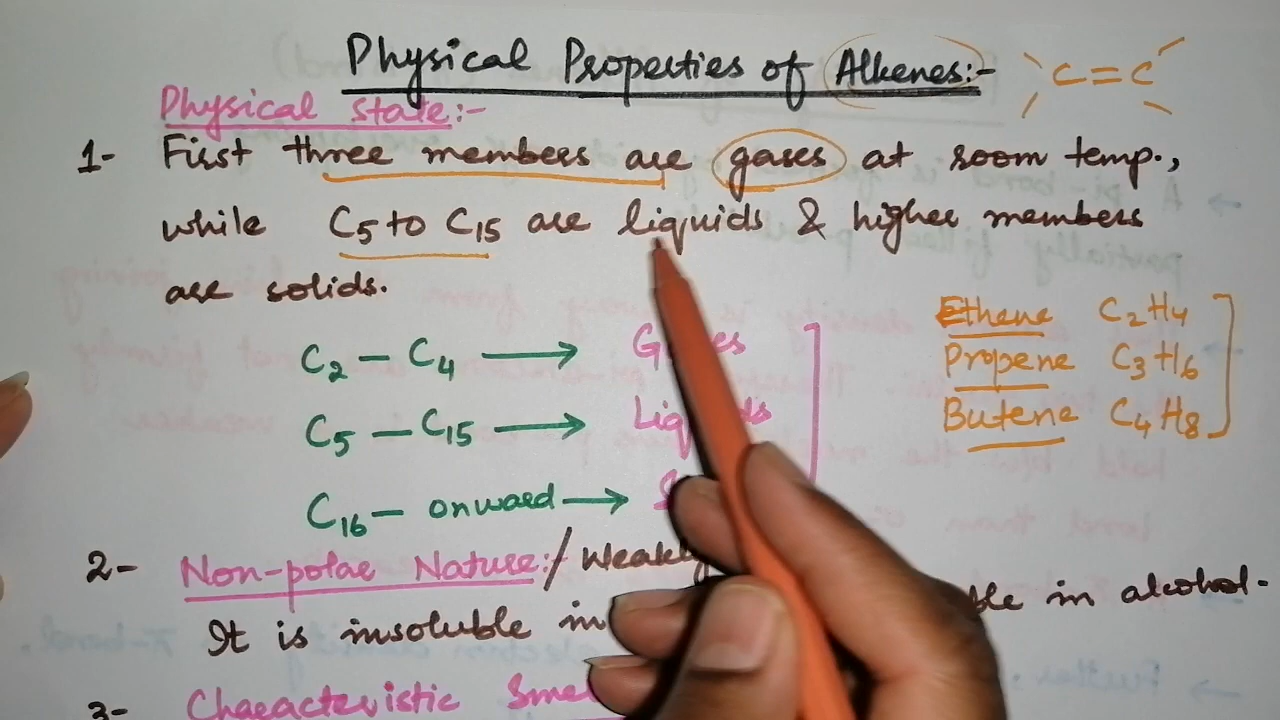 Physical Properties of Alkenes:-
C=C
Physical state:-
1- First three members are gases at room temp.,
while C5 to C15 are liquids & higher members
are solids.
Ethene C2H4
Propene C3H6
Butene C4H8
C2 – C4 →
C5 – C15 →
C16 – onward →
2- Non-polar Nature:- / Weakly
It is insoluble in in alcohol.
3- Characteristic